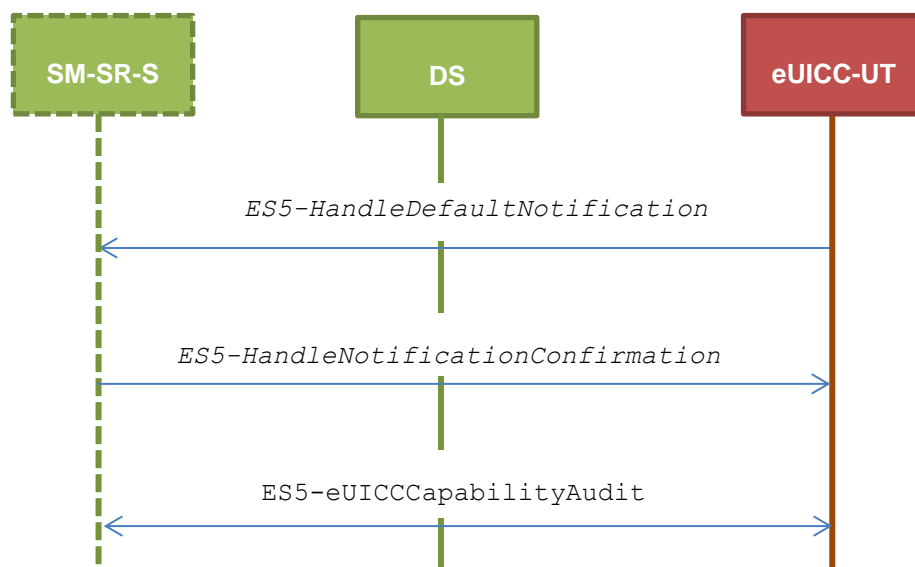 SM-SR-S
DS
eUICC-UT
ES5-HandleDefaultNotification
ES5-HandleNotificationConfirmation
ES5-eUICCCapabilityAudit